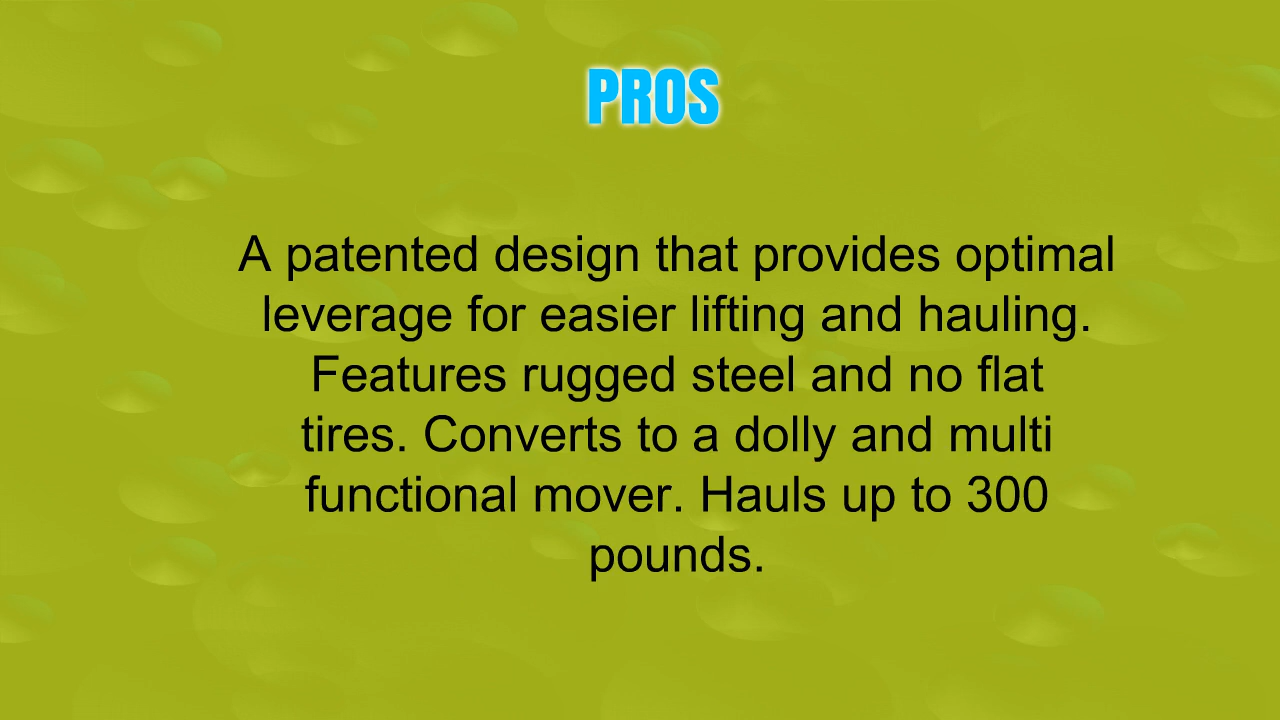 PROS
A patented design that provides optimal
leverage for easier lifting and hauling.
Features rugged steel and no flat
tires. Converts to a dolly and multi
functional mover. Hauls up to 300
pounds.